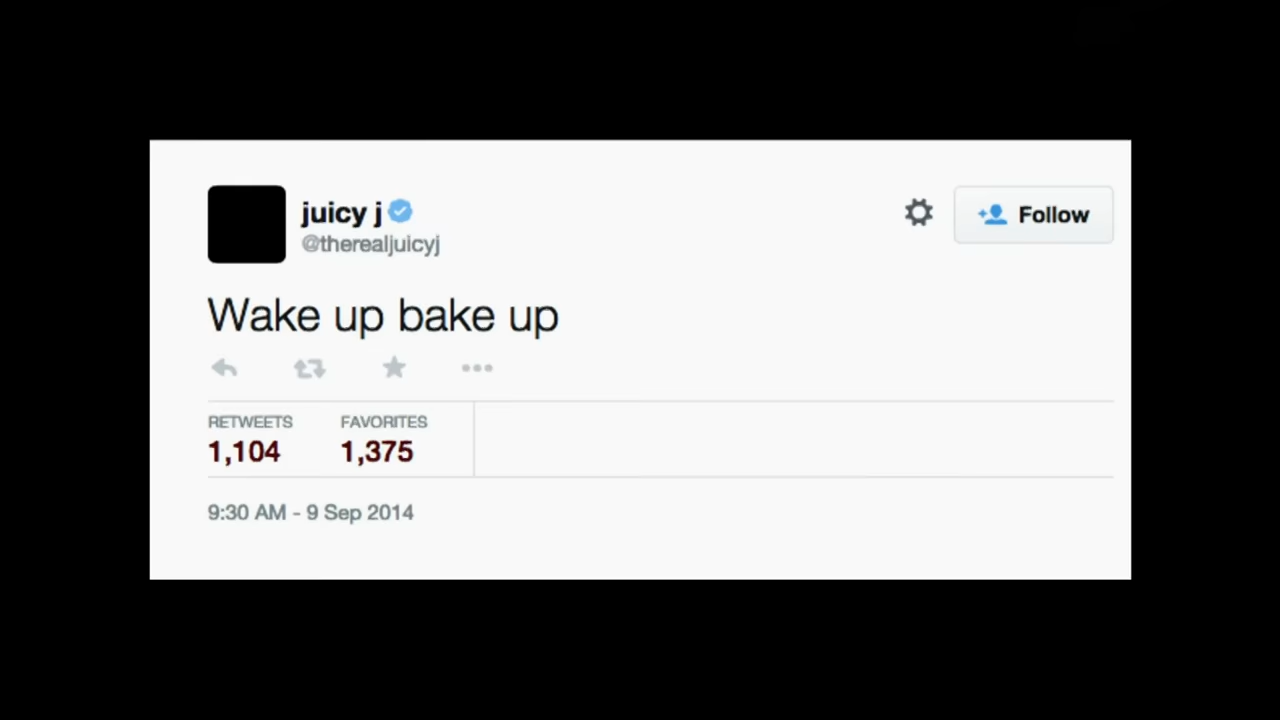 juicy j
@therealjuicyj
Follow
Wake up bake up
RETWEETS FAVORITES
1,104 1,375
9:30 AM - 9 Sep 2014